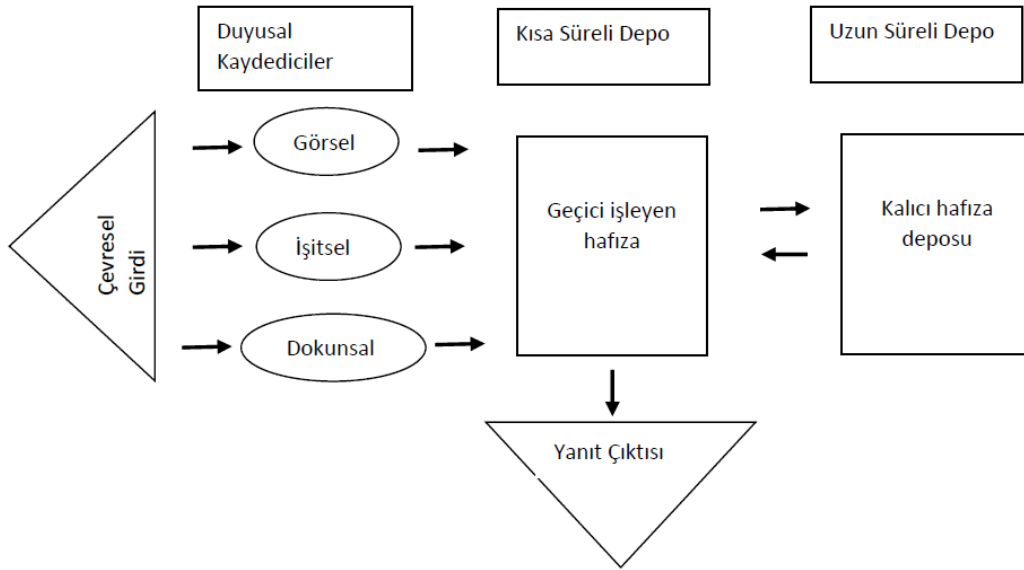 Duyusal
Kaydediciler
Kısa Süreli Depo
Uzun Süreli Depo
Çevresel
Girdi
Görsel
İşitsel
Dokunsal
Geçici işleyen
hafıza
Kalıcı hafıza
deposu
Yanıt Çıktısı